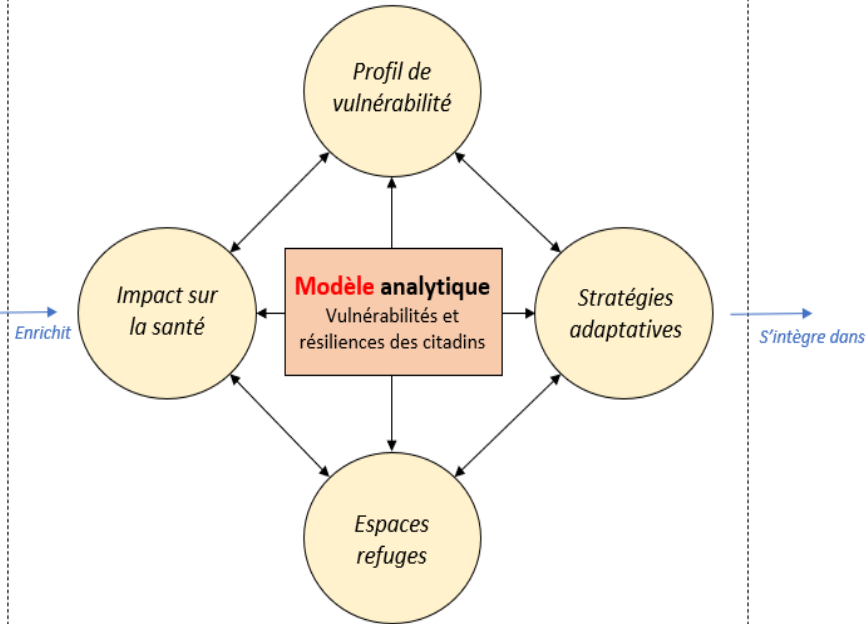 Profil de
vulnérabilité
Impact sur
la santé
Modèle analytique
Vulnérabilités et
résiliences des citadins
Stratégies
adaptatives
Enrichit
S'intègre dans
Espaces
refuges